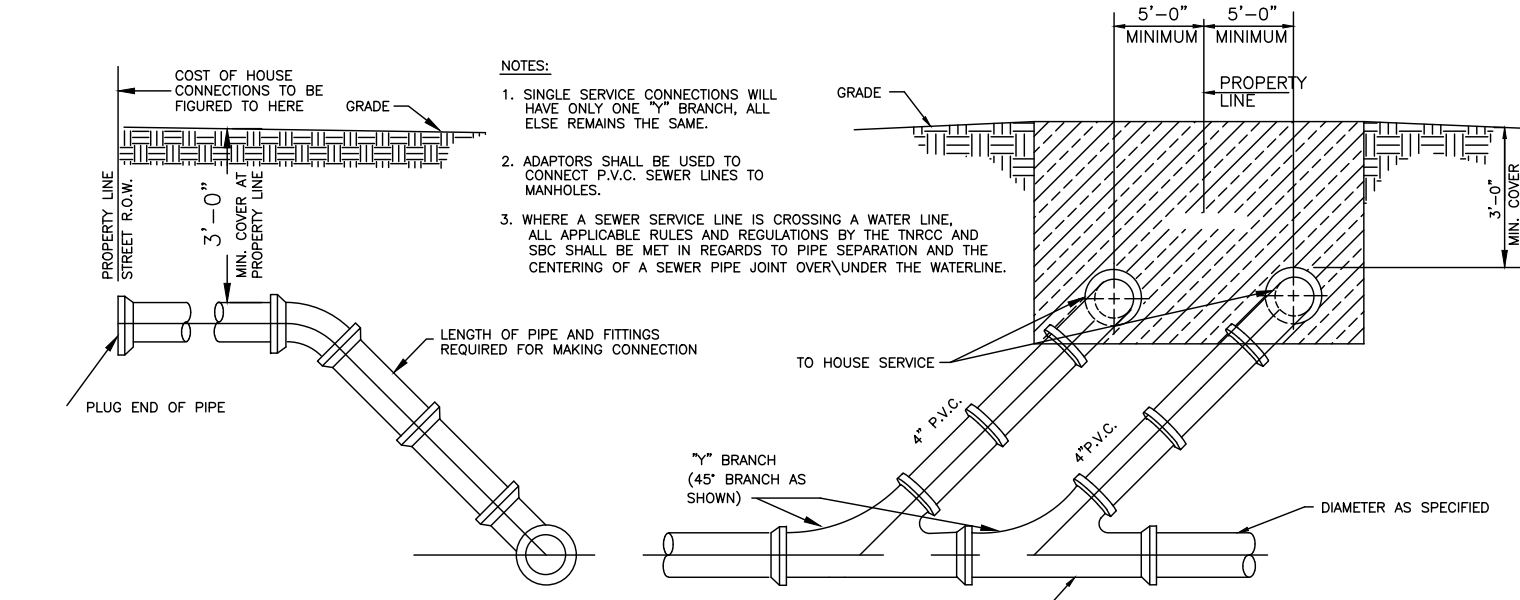 5'-0" 5'-0"
MINIMUM MINIMUM
COST OF HOUSE
CONNECTIONS TO BE
FIGURED TO HERE
GRADE
NOTES:
1. SINGLE SERVICE CONNECTIONS WILL
HAVE ONLY ONE "Y" BRANCH, ALL
ELSE REMAINS THE SAME.
2. ADAPTORS SHALL BE USED TO
CONNECT P.V.C. SEWER LINES TO
MANHOLES.
3. WHERE A SEWER SERVICE LINE IS CROSSING A WATER LINE,
ALL APPLICABLE RULES AND REGULATIONS BY THE TNRCC AND
SBC SHALL BE MET IN REGARDS TO PIPE SEPARATION AND THE
CENTERING OF A SEWER PIPE JOINT OVER\UNDER THE WATERLINE.
GRADE
PROPERTY
LINE
PROPERTY LINE
STREET R.O.W.
3'-0"
MIN. COVER AT
PROPERTY LINE
3'-0"
MIN. COVER
LENGTH OF PIPE AND FITTINGS
REQUIRED FOR MAKING CONNECTION
PLUG END OF PIPE
TO HOUSE SERVICE
4" P.V.C.
4"P.V.C.
"Y" BRANCH
(45° BRANCH AS
SHOWN)
DIAMETER AS SPECIFIED